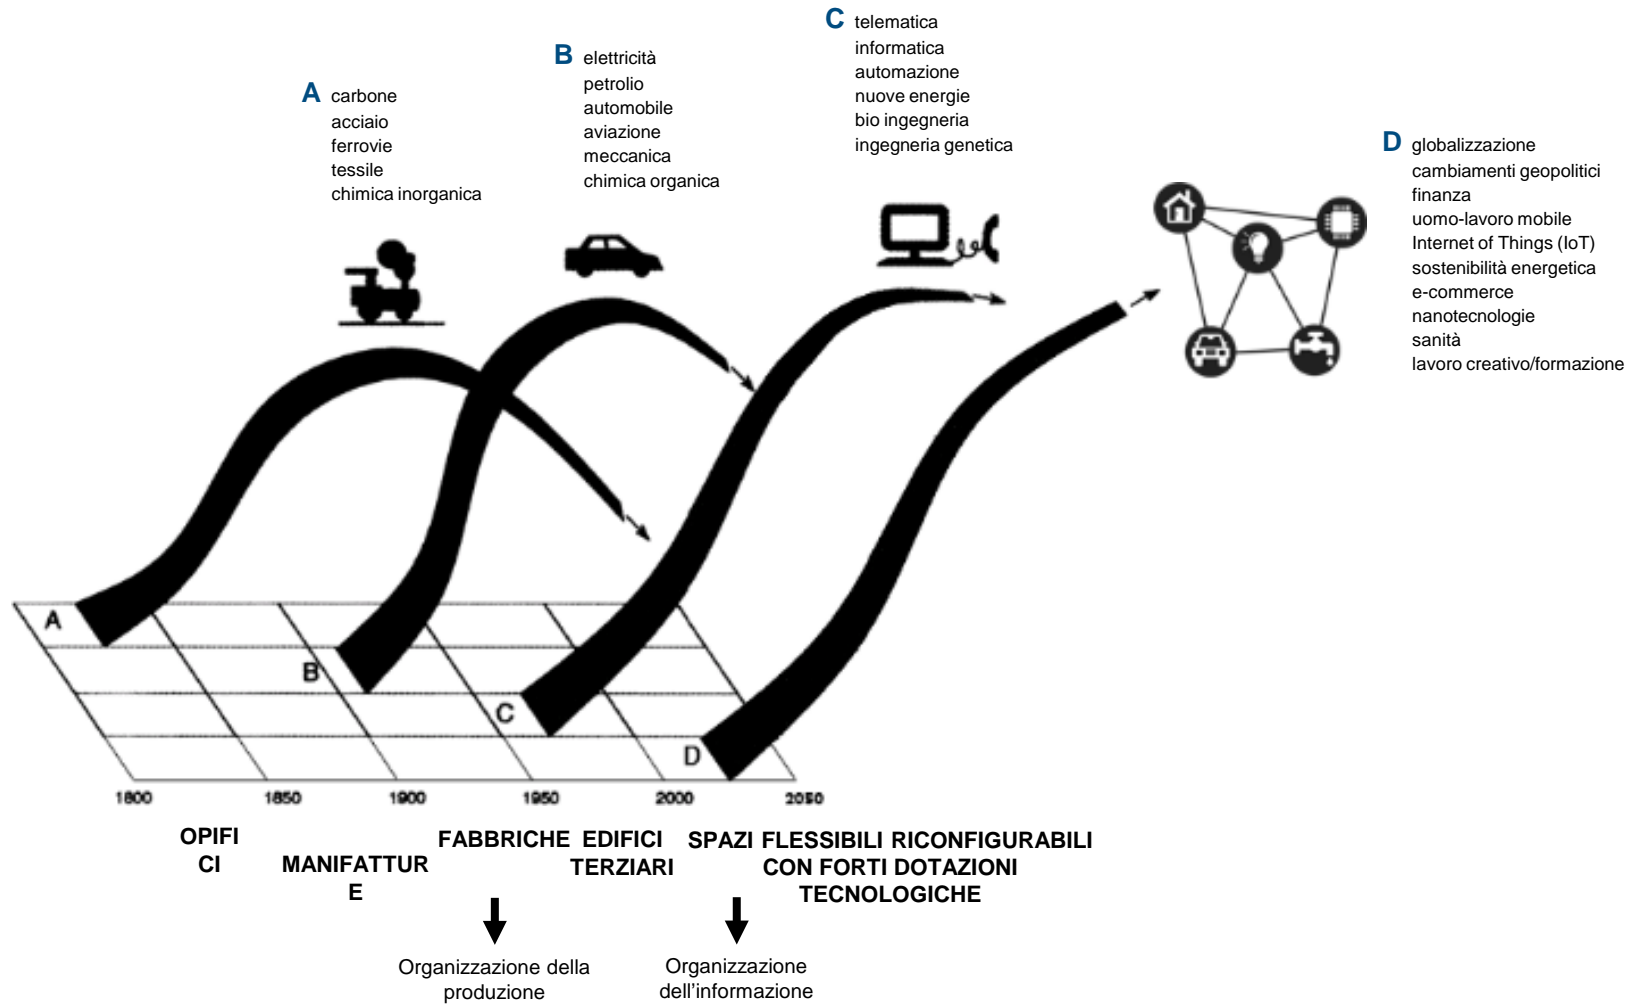 C telematica
informatica
automazione
nuove energie
bio ingegneria
ingegneria genetica
B elettricità
petrolio
automobile
aviazione
meccanica
chimica organica
A carbone
acciaio
ferrovie
tessile
chimica inorganica
D globalizzazione
cambiamenti geopolitici
finanza
uomo-lavoro mobile
Internet of Things (IoT)
sostenibilità energetica
e-commerce
nanotecnologie
sanità
lavoro creativo/formazione
A
B
C
D
1800 1850 1900 1950 2000 2050
OPIFI
CI
MANIFATTUR
E
FABBRICHE
EDIFICI
TERZIARI
SPAZI FLESSIBILI RICONFIGURABILI
CON FORTI DOTAZIONI
TECNOLOGICHE
Organizzazione della
produzione
Organizzazione
dell'informazione